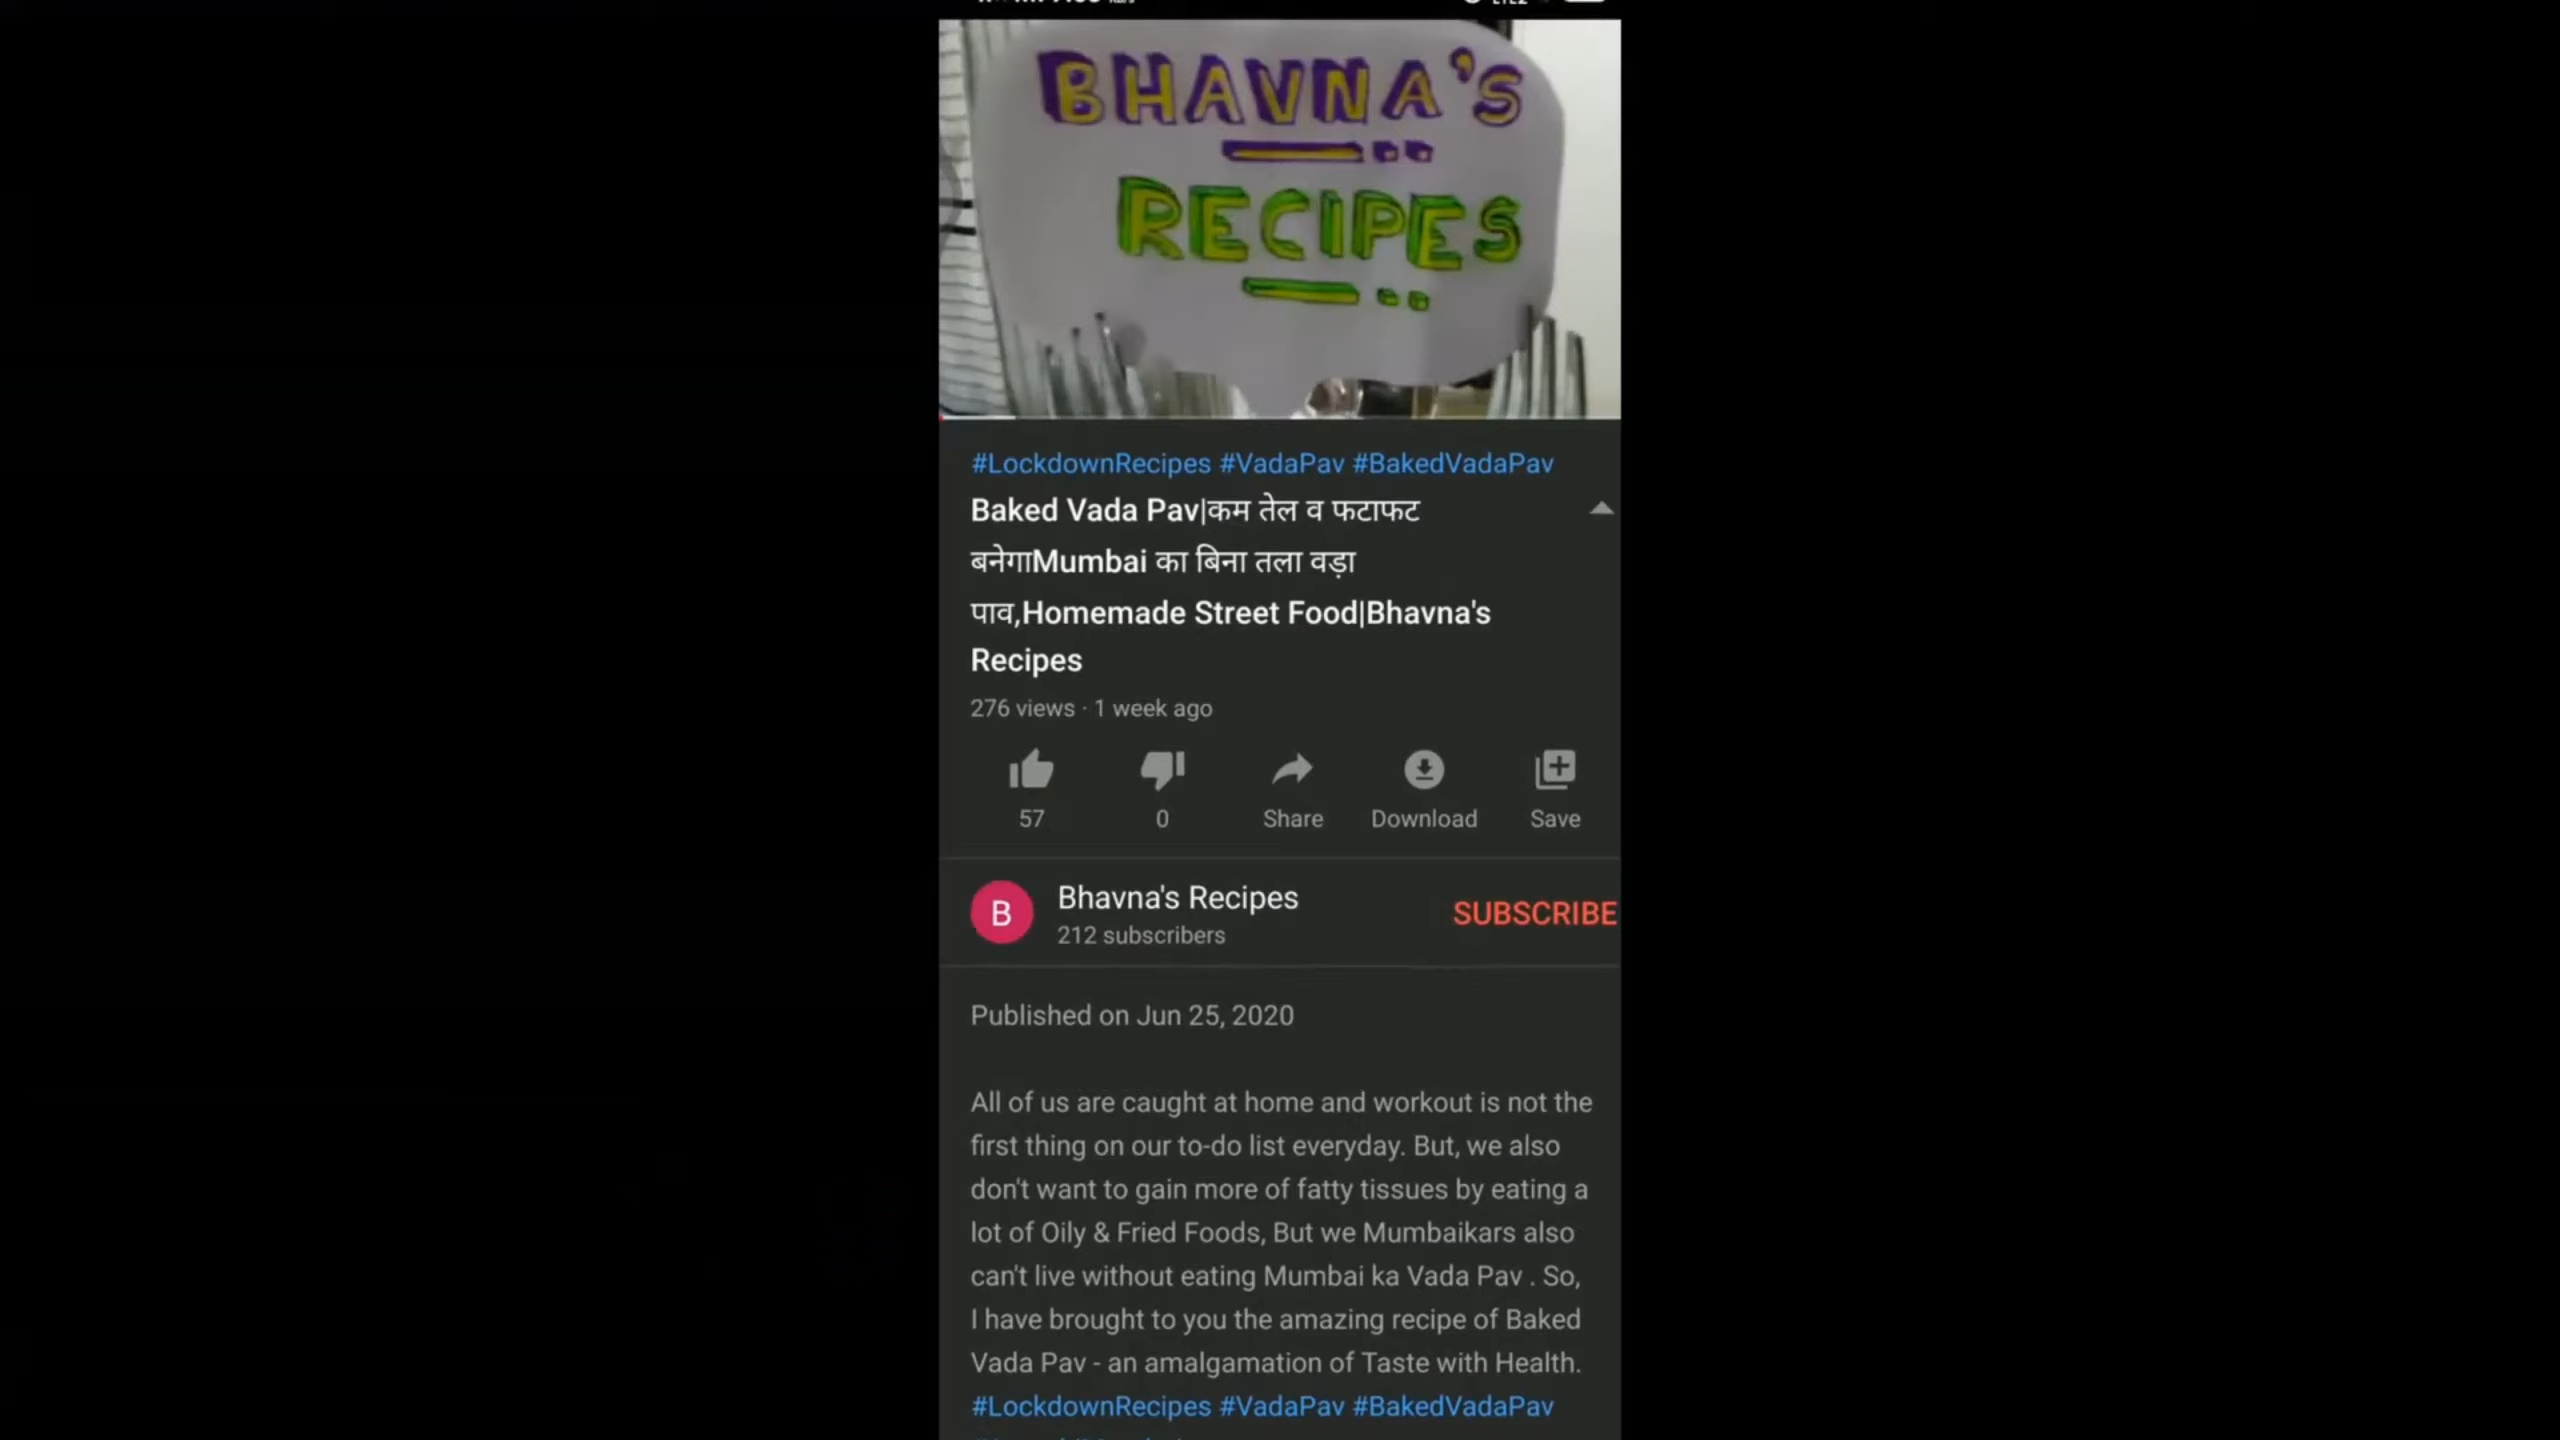 BHAVNA'S
RECIPES
#LockdownRecipes #VadaPav #BakedVadaPav
Baked Vada Pav|कम तेल व फटाफट
बनेगाMumbai का बिना तला वड़ा
पाव,Homemade Street Food|Bhavna's
Recipes
276 views · 1 week ago
57 0 Share Download Save
B Bhavna's Recipes
212 subscribers
SUBSCRIBE
Published on Jun 25, 2020
All of us are caught at home and workout is not the
first thing on our to-do list everyday. But, we also
don't want to gain more of fatty tissues by eating a
lot of Oily & Fried Foods, But we Mumbaikars also
can't live without eating Mumbai ka Vada Pav . So,
I have brought to you the amazing recipe of Baked
Vada Pav - an amalgamation of Taste with Health.
#LockdownRecipes #VadaPav #BakedVadaPav